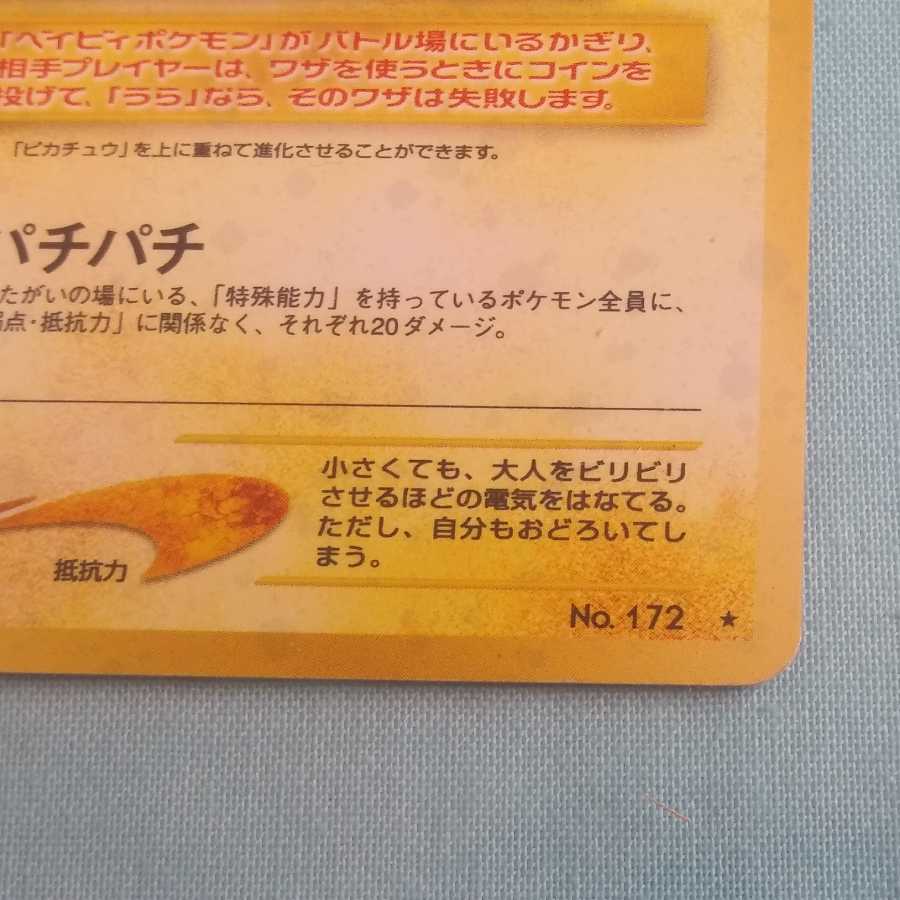 「ベイビィポケモン」がバトル場にいるかぎり、
相手プレイヤーは、ワザを使うときにコインを
投げて、「うら」なら、そのワザは失敗します。
「ピカチュウ」を上に重ねて進化させることができます。
パチパチ
たがいの場にいる、「特殊能力」を持っているポケモン全員に、
弱点・抵抗力」に関係なく、それぞれ20ダメージ。
小さくても、大人をビリビリ
させるほどの電気をはなてる。
ただし、自分もおどろいてし
まう。
抵抗力
No. 172 ★